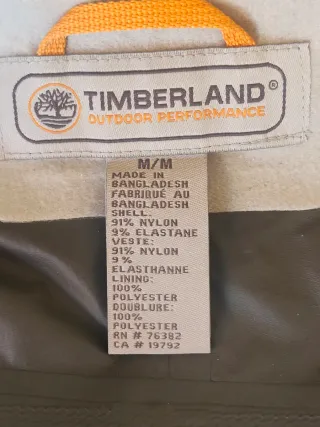 TIMBERLAND®
OUTDOOR PERFORMANCE
M/M
MADE IN
BANGLADESH
FABRIQUÉ AU
BANGLADESH
SHELL:
91% NYLON
9% ELASTANE
VESTE:
91% NYLON
9%
ELASTHANNE
LINING:
100%
POLYESTER
DOUBLURE:
100%
POLYESTER
RN # 76382
CA # 19792